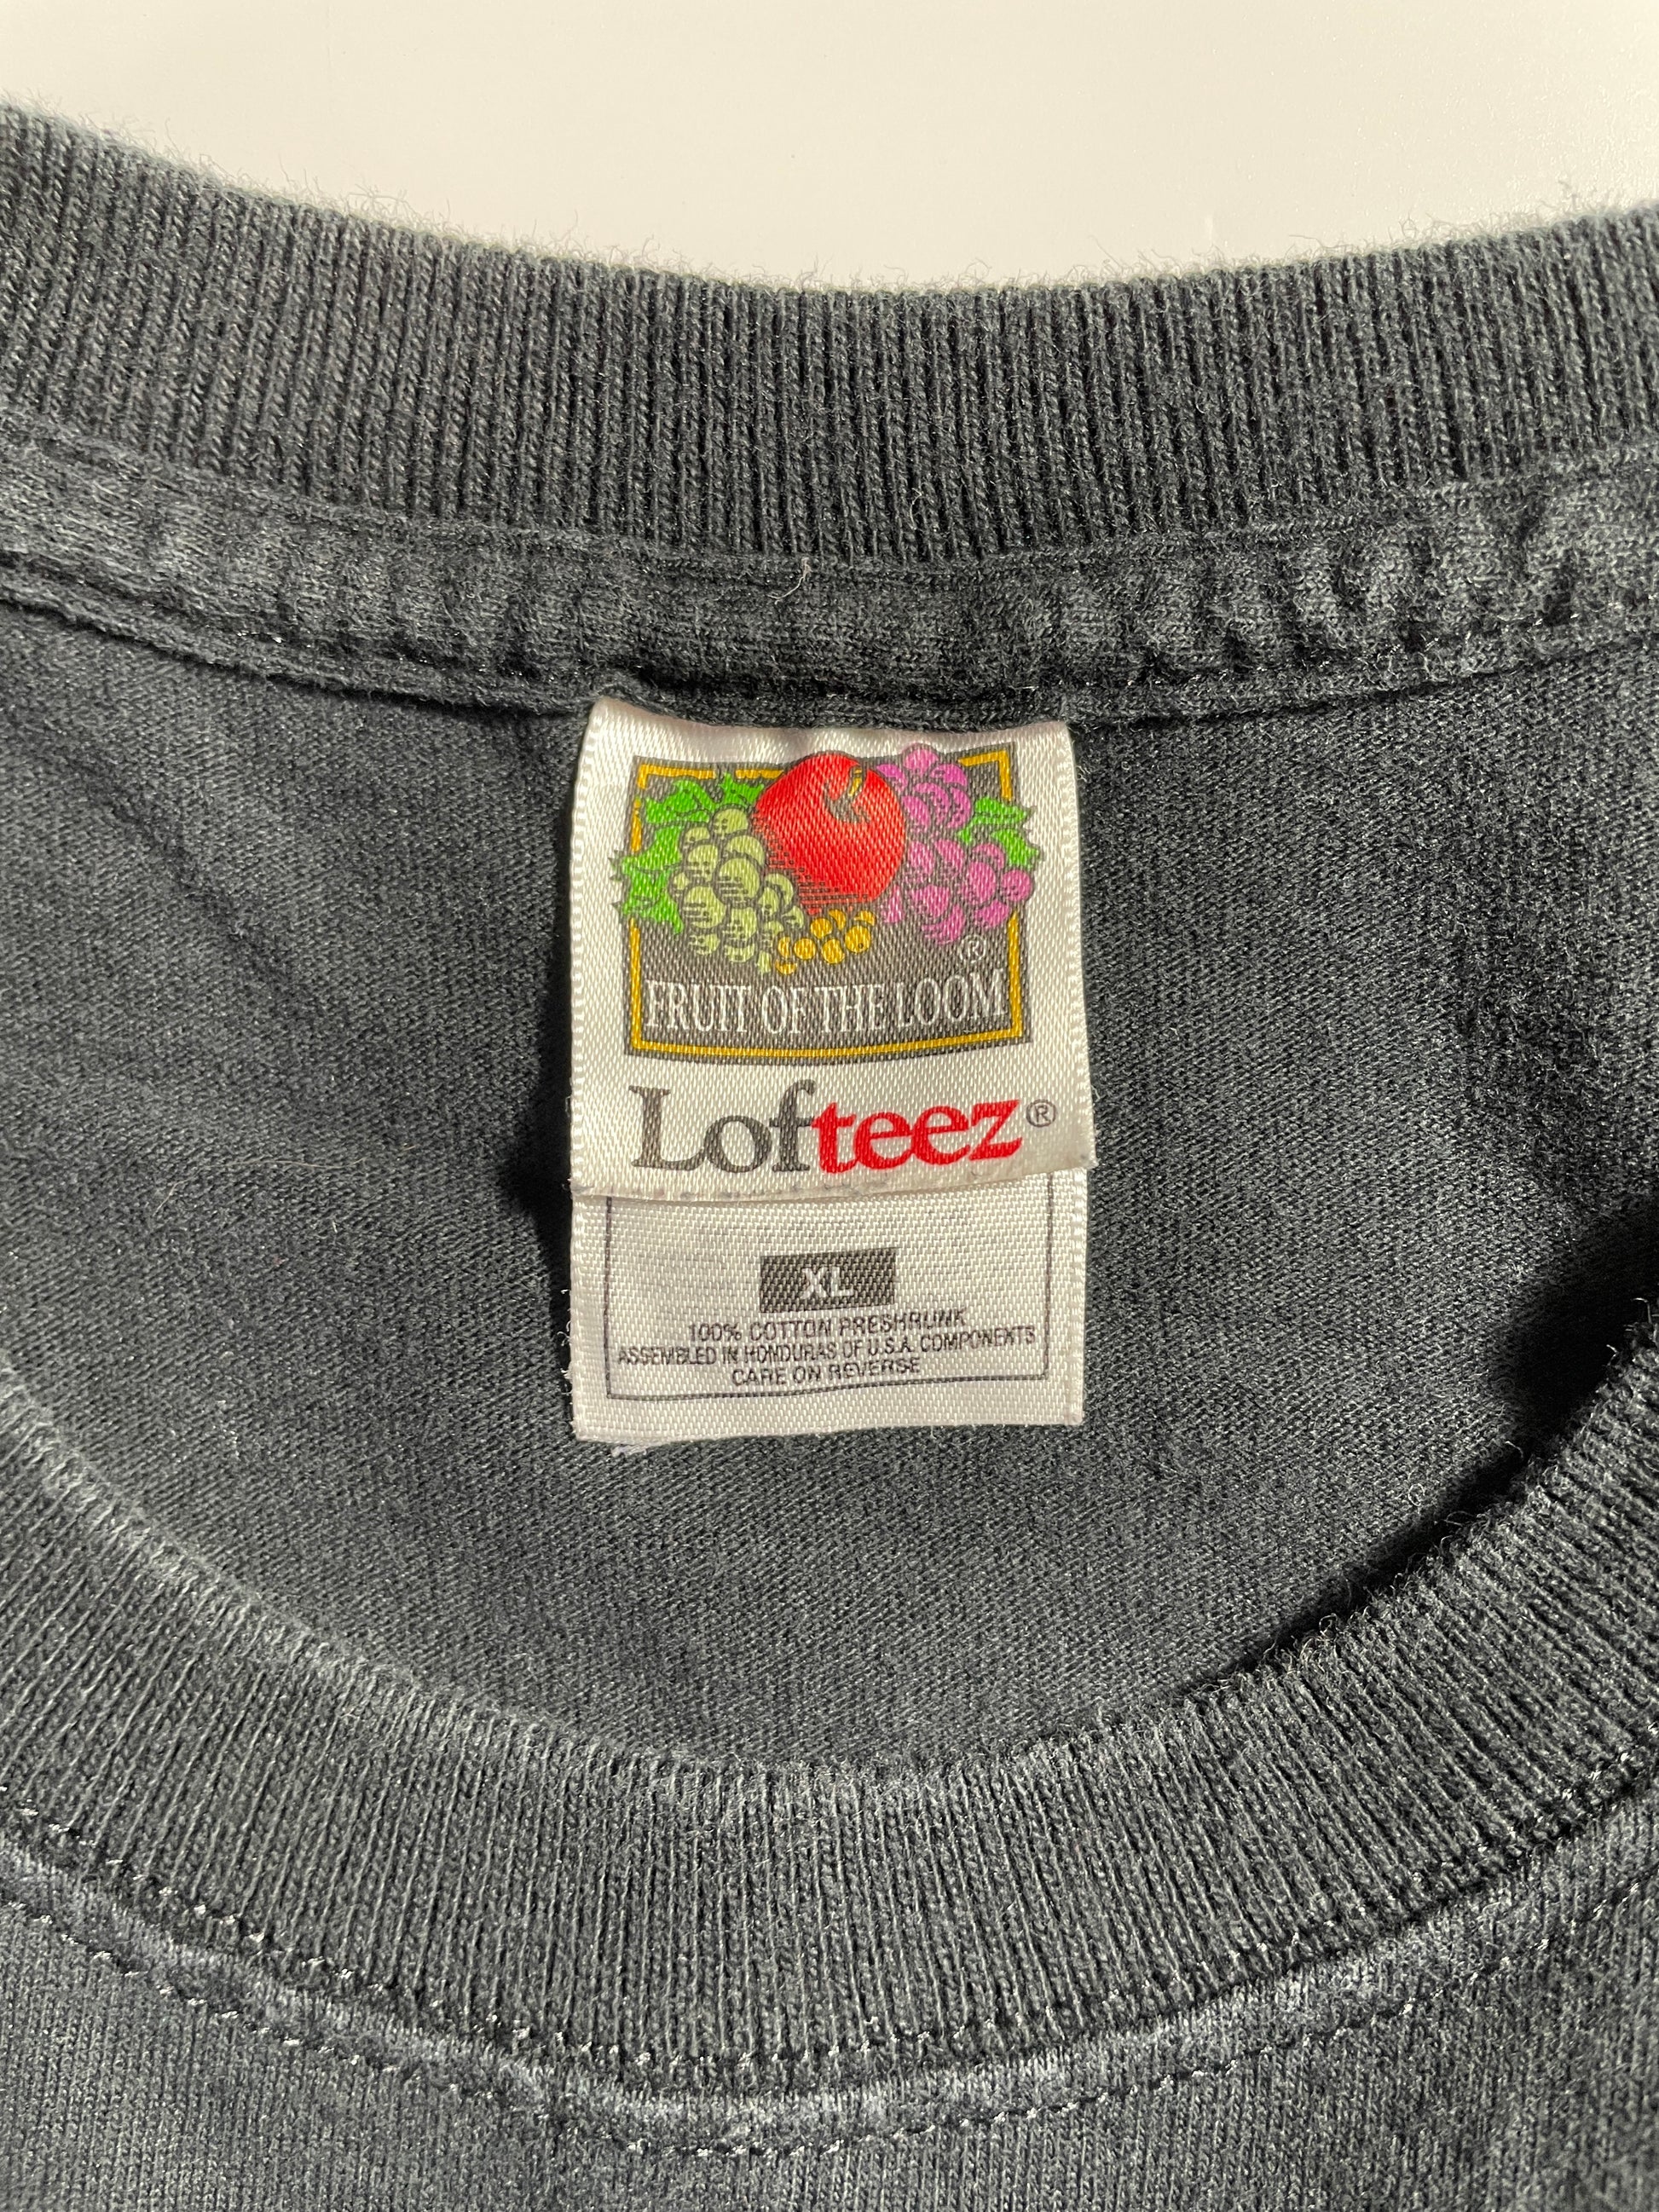 ®
FRUIT OF THE LOOM
Lofteez®
XL
100% COTTON PRESHRUNK
ASSEMBLED IN HONDURAS OF U.S.A. COMPONENTS
CARE ON REVERSE